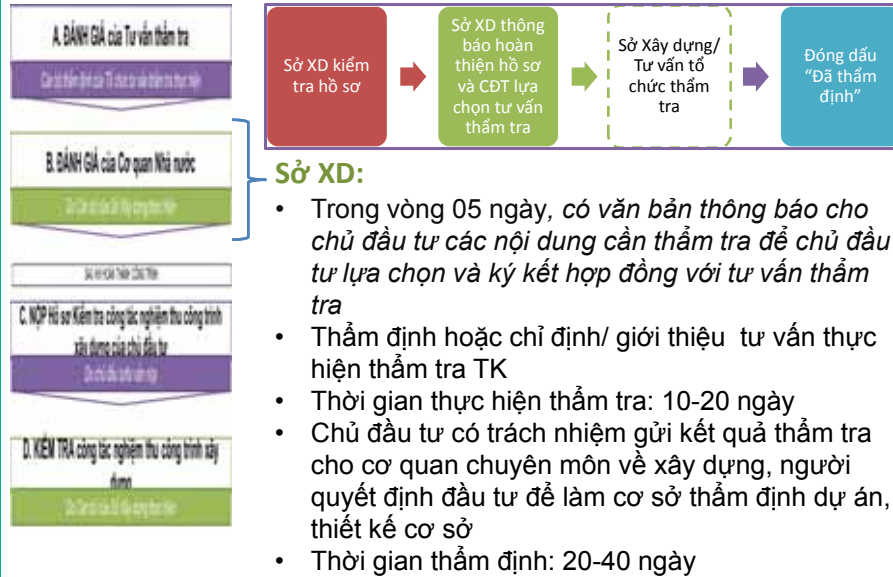 A. ĐÁNH GIÁ của Tư vấn thẩm tra
B. ĐÁNH GIÁ của Cơ quan Nhà nước
C. NỘP Hồ sơ Kiểm tra công tác nghiệm thu công trình
xây dựng của chủ đầu tư
D. KIỂM TRA công tác nghiệm thu công trình xây
dựng
Sở XD kiểm
tra hồ sơ
Sở XD thông
báo hoàn
thiện hồ sơ
và CĐT lựa
chọn tư vấn
thẩm tra
Sở Xây dựng/
Tư vấn tổ
chức thẩm
tra
Đóng dấu
“Đã thẩm
định”
Sở XD:
• Trong vòng 05 ngày, có văn bản thông báo cho
chủ đầu tư các nội dung cần thẩm tra để chủ đầu
tư lựa chọn và ký kết hợp đồng với tư vấn thẩm
tra
• Thẩm định hoặc chỉ định/ giới thiệu tư vấn thực
hiện thẩm tra TK
• Thời gian thực hiện thẩm tra: 10-20 ngày
• Chủ đầu tư có trách nhiệm gửi kết quả thẩm tra
cho cơ quan chuyên môn về xây dựng, người
quyết định đầu tư để làm cơ sở thẩm định dự án,
thiết kế cơ sở
• Thời gian thẩm định: 20-40 ngày